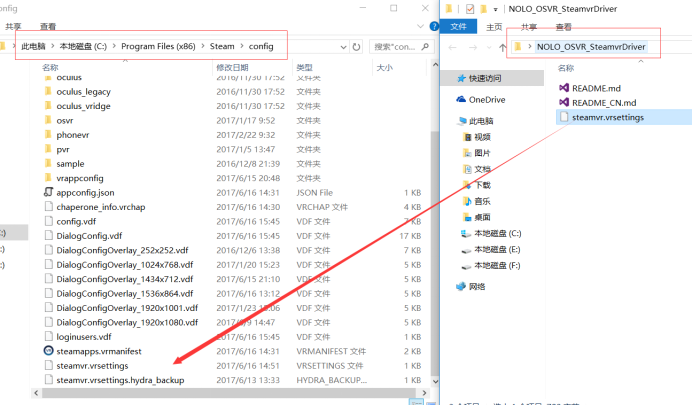 config
共享 查看
此电脑 › 本地磁盘 (C:) › Program Files (x86) › Steam › config
搜索"con...
名称 修改日期 类型 大小
oculus 2016/11/30 17:52 文件夹
oculus_legacy 2016/11/30 17:52 文件夹
oculus_vridge 2016/11/30 17:52 文件夹
osvr 2017/1/17 9:52 文件夹
phonevr 2017/2/22 9:32 文件夹
pvr 2017/1/5 13:47 文件夹
sample 2016/12/8 21:39 文件夹
vrappconfig 2017/6/15 20:48 文件夹
appconfig.json 2017/6/16 14:31 JSON File 1 KB
chaperone_info.vrchap 2017/6/16 14:30 VRCHAP 文件 4 KB
config.vdf 2017/6/16 15:45 VDF 文件 7 KB
DialogConfig.vdf 2017/6/16 15:45 VDF 文件 17 KB
DialogConfigOverlay_252x252.vdf 2016/12/6 13:38 VDF 文件 7 KB
DialogConfigOverlay_1024x768.vdf 2017/1/20 15:23 VDF 文件 5 KB
DialogConfigOverlay_1434x712.vdf 2017/6/15 21:10 VDF 文件 5 KB
DialogConfigOverlay_1536x864.vdf 2017/6/16 13:12 VDF 文件 5 KB
DialogConfigOverlay_1920x1001.vdf 2017/1/23 VDF 文件 5 KB
DialogConfigOverlay_1920x1080.vdf 14:47 VDF 文件 5 KB
loginusers.vdf 2017/6/16 15:45 VDF 文件 1 KB
steamapps.vrmanifest 2017/6/16 14:31 VRMANIFEST 文件 2 KB
steamvr.vrsettings 2017/6/16 14:51 VRSETTINGS 文件 1 KB
steamvr.vrsettings.hydra_backup 2017/6/13 13:33 HYDRA_BACKUP... 1 KB
NOLO_OSVR_SteamvrDriver
文件 主页 共享 查看
› NOLO_OSVR_SteamvrDriver
名称
快速访问
OneDrive
此电脑
视频
图片
文档
下载
音乐
桌面
本地磁盘 (C:)
本地磁盘 (E:)
本地磁盘 (F:)
网络
README.md
README_CN.md
steamvr.vrsettings